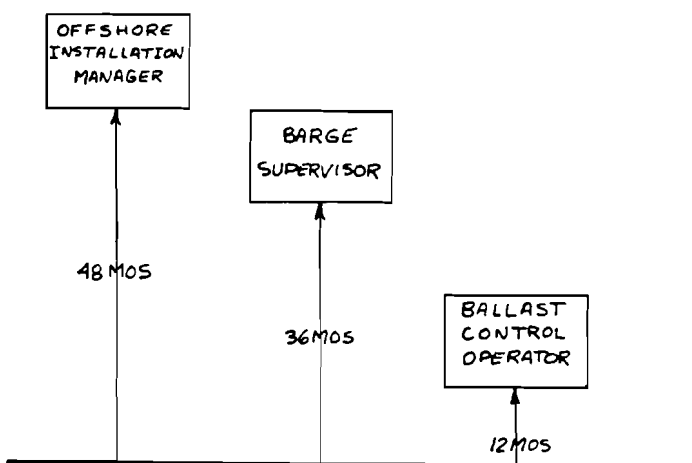 OFFSHORE
INSTALLATION
MANAGER
48 MOS
BARGE
SUPERVISOR
36 MOS
BALLAST
CONTROL
OPERATOR
12 MOS